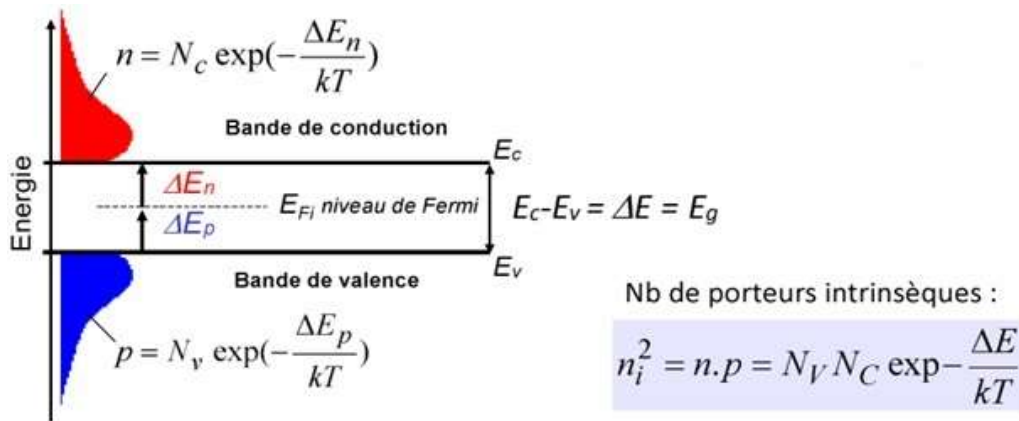 n = N_c exp(-ΔE_n/kT)
Bande de conduction
E_c
Energie
ΔE_n
E_Fi niveau de Fermi
E_c-E_v = ΔE = E_g
ΔE_p
E_v
Bande de valence
p = N_v exp(-ΔE_p/kT)
Nb de porteurs intrinsèques :
n_i^2 = n.p = N_V N_C exp-ΔE/kT